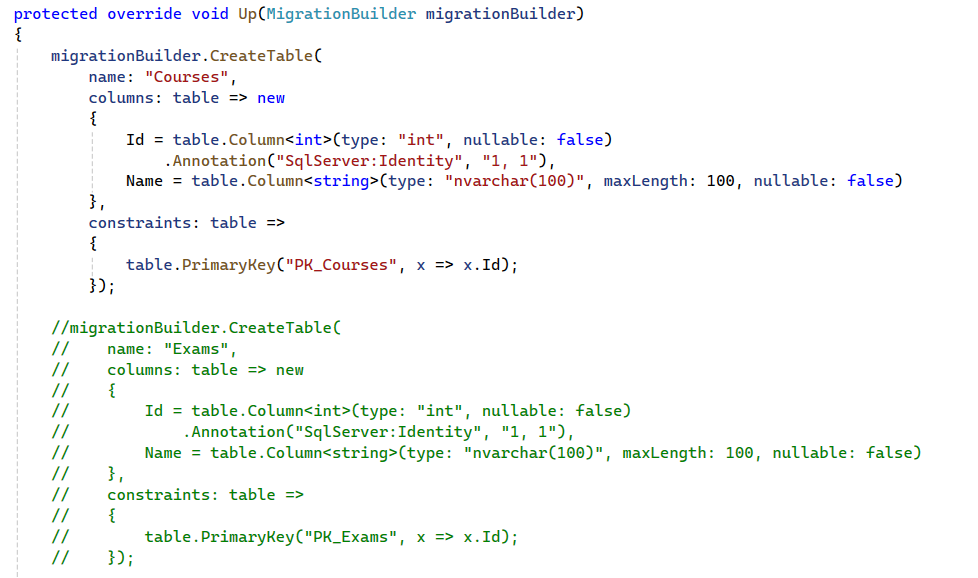 protected override void Up(MigrationBuilder migrationBuilder)
{
    migrationBuilder.CreateTable(
        name: "Courses",
        columns: table => new
        {
            Id = table.Column<int>(type: "int", nullable: false)
                .Annotation("SqlServer:Identity", "1, 1"),
            Name = table.Column<string>(type: "nvarchar(100)", maxLength: 100, nullable: false)
        },
        constraints: table =>
        {
            table.PrimaryKey("PK_Courses", x => x.Id);
        });

    //migrationBuilder.CreateTable(
    //    name: "Exams",
    //    columns: table => new
    //    {
    //        Id = table.Column<int>(type: "int", nullable: false)
    //            .Annotation("SqlServer:Identity", "1, 1"),
    //        Name = table.Column<string>(type: "nvarchar(100)", maxLength: 100, nullable: false)
    //    },
    //    constraints: table =>
    //    {
    //        table.PrimaryKey("PK_Exams", x => x.Id);
    //    });